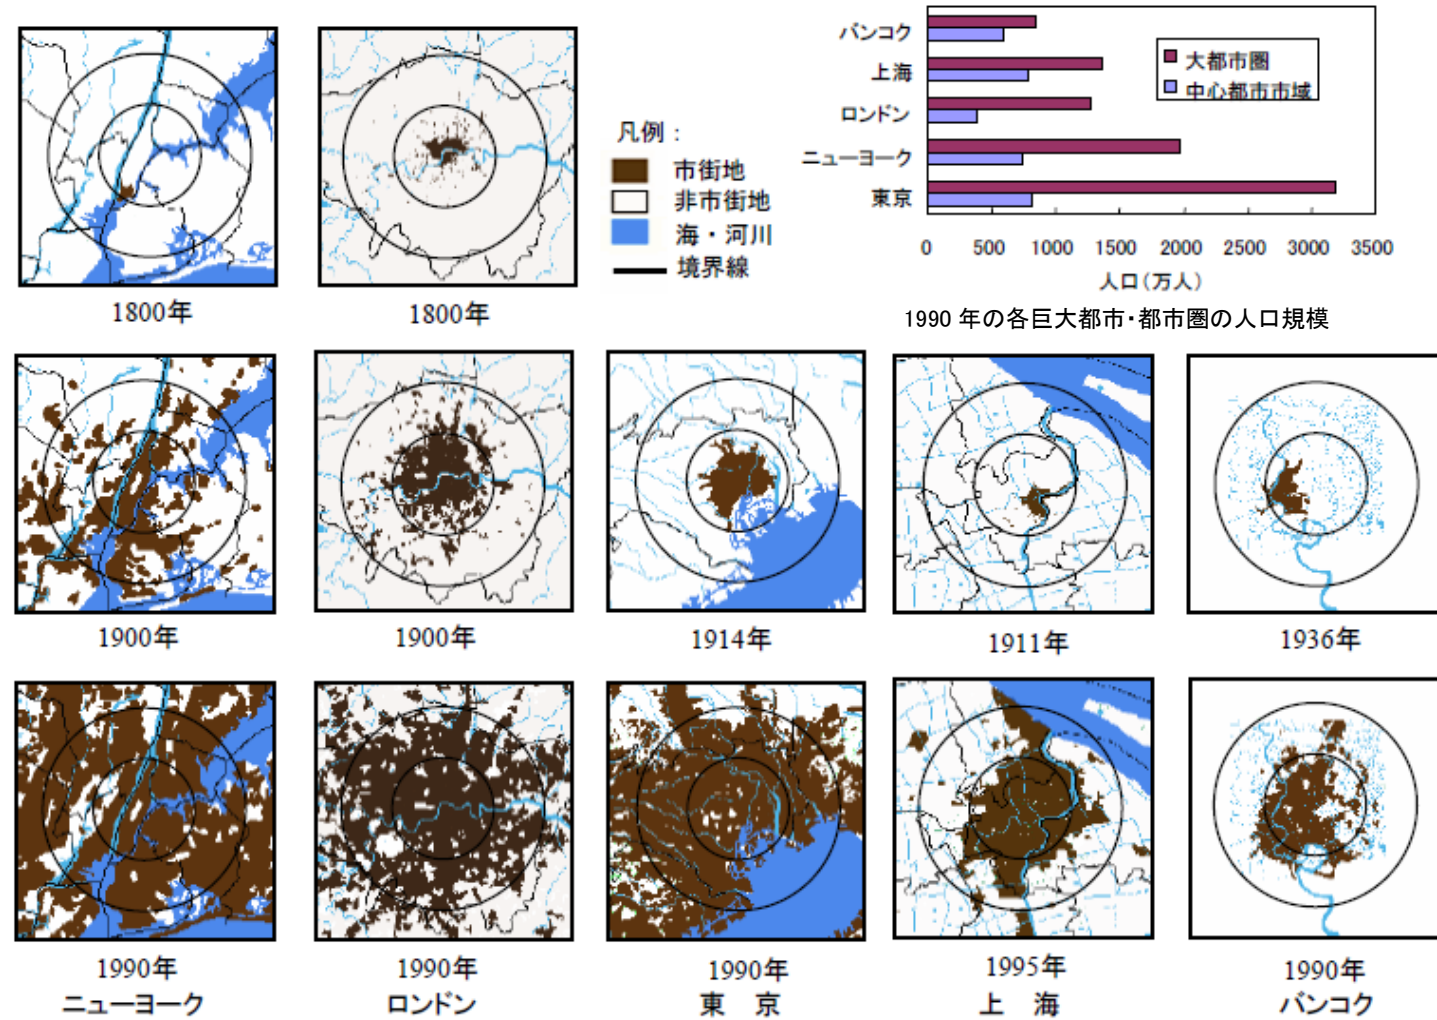 バンコク
上海
ロンドン
ニューヨーク
東京
大都市圏
中心都市市域
0 500 1000 1500 2000 2500 3000 3500
人口(万人)
1990 年の各巨大都市・都市圏の人口規模
凡例：
市街地
非市街地
海・河川
境界線
1800年 1800年
1900年 1900年 1914年 1911年 1936年
1990年 1990年 1990年 1995年 1990年
ニューヨーク ロンドン 東 京 上 海 バンコク